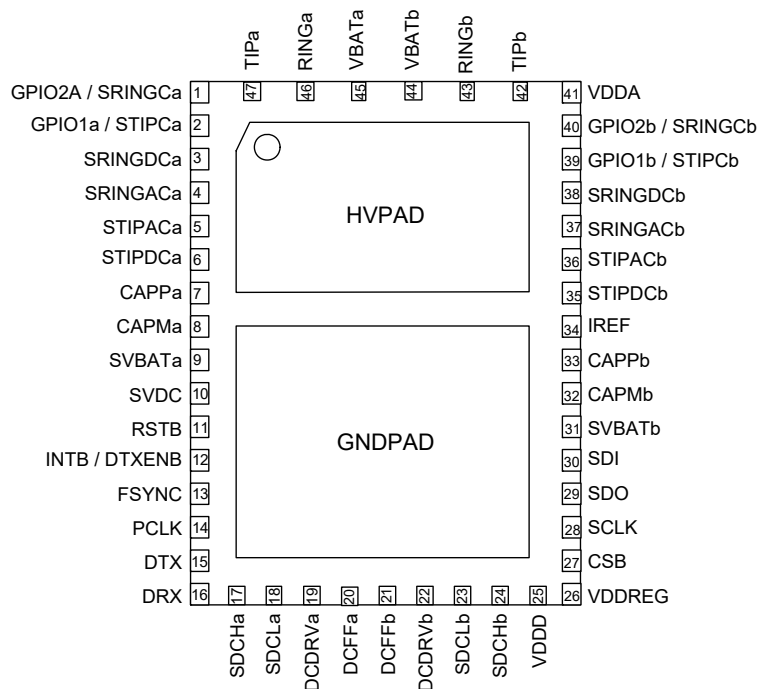 TIPa
RINGa
VBATa
VBATb
RINGb
TIPb
47
46
45
44
43
42
GPIO2A / SRINGCa 1
GPIO1a / STIPCa 2
SRINGDCa 3
SRINGACa 4
STIPACa 5
STIPDCa 6
CAPPa 7
CAPMa 8
SVBATa 9
SVDC 10
RSTB 11
INTB / DTXENB 12
FSYNC 13
PCLK 14
DTX 15
DRX 16
HVPAD
GNDPAD
41 VDDA
40 GPIO2b / SRINGCb
39 GPIO1b / STIPCb
38 SRINGDCb
37 SRINGACb
36 STIPACb
35 STIPDCb
34 IREF
33 CAPPb
32 CAPMb
31 SVBATb
30 SDI
29 SDO
28 SCLK
27 CSB
26 VDDREG
17
18
19
20
21
22
23
24
25
SDCHa
SDCLa
DCDRVa
DCFFa
DCFFb
DCDRVb
SDCLb
SDCHb
VDDD